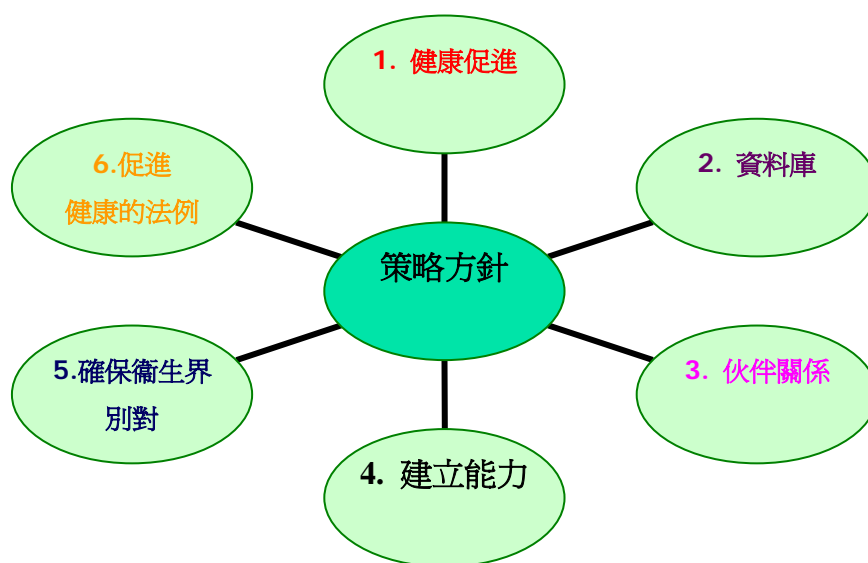 1. 健康促進
2. 資料庫
3. 伙伴關係
4. 建立能力
5.確保衞生界
別對
6.促進
健康的法例
策略方針